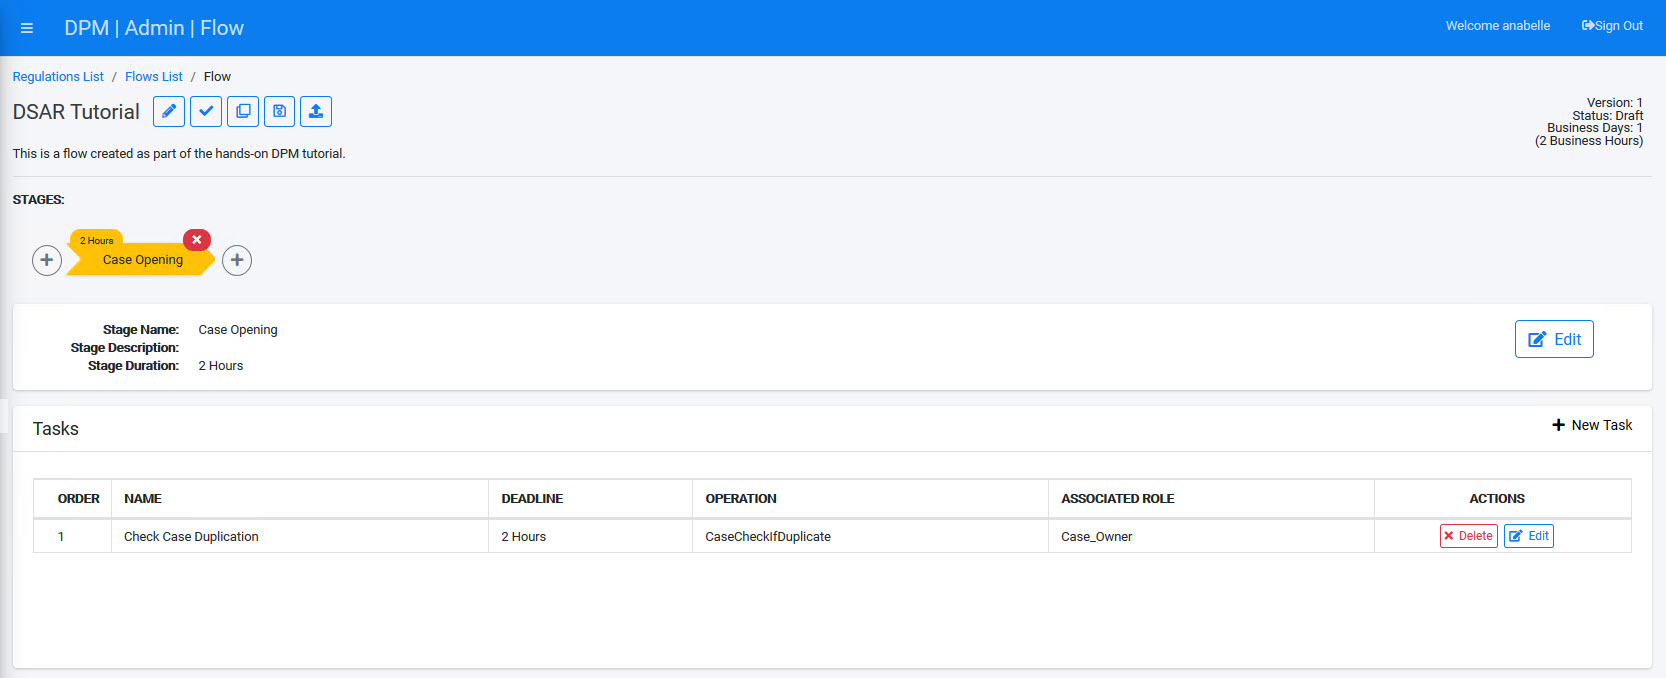 DPM | Admin | Flow
Welcome anabelle
Sign Out
Regulations List / Flows List / Flow
DSAR Tutorial
Version: 1
Status: Draft
Business Days: 1
(2 Business Hours)
This is a flow created as part of the hands-on DPM tutorial.
STAGES:
2 Hours
Case Opening
Stage Name: Case Opening
Stage Description:
Stage Duration: 2 Hours
Edit
Tasks
New Task
ORDER NAME DEADLINE OPERATION ASSOCIATED ROLE ACTIONS
1 Check Case Duplication 2 Hours CaseCheckIfDuplicate Case_Owner Delete Edit